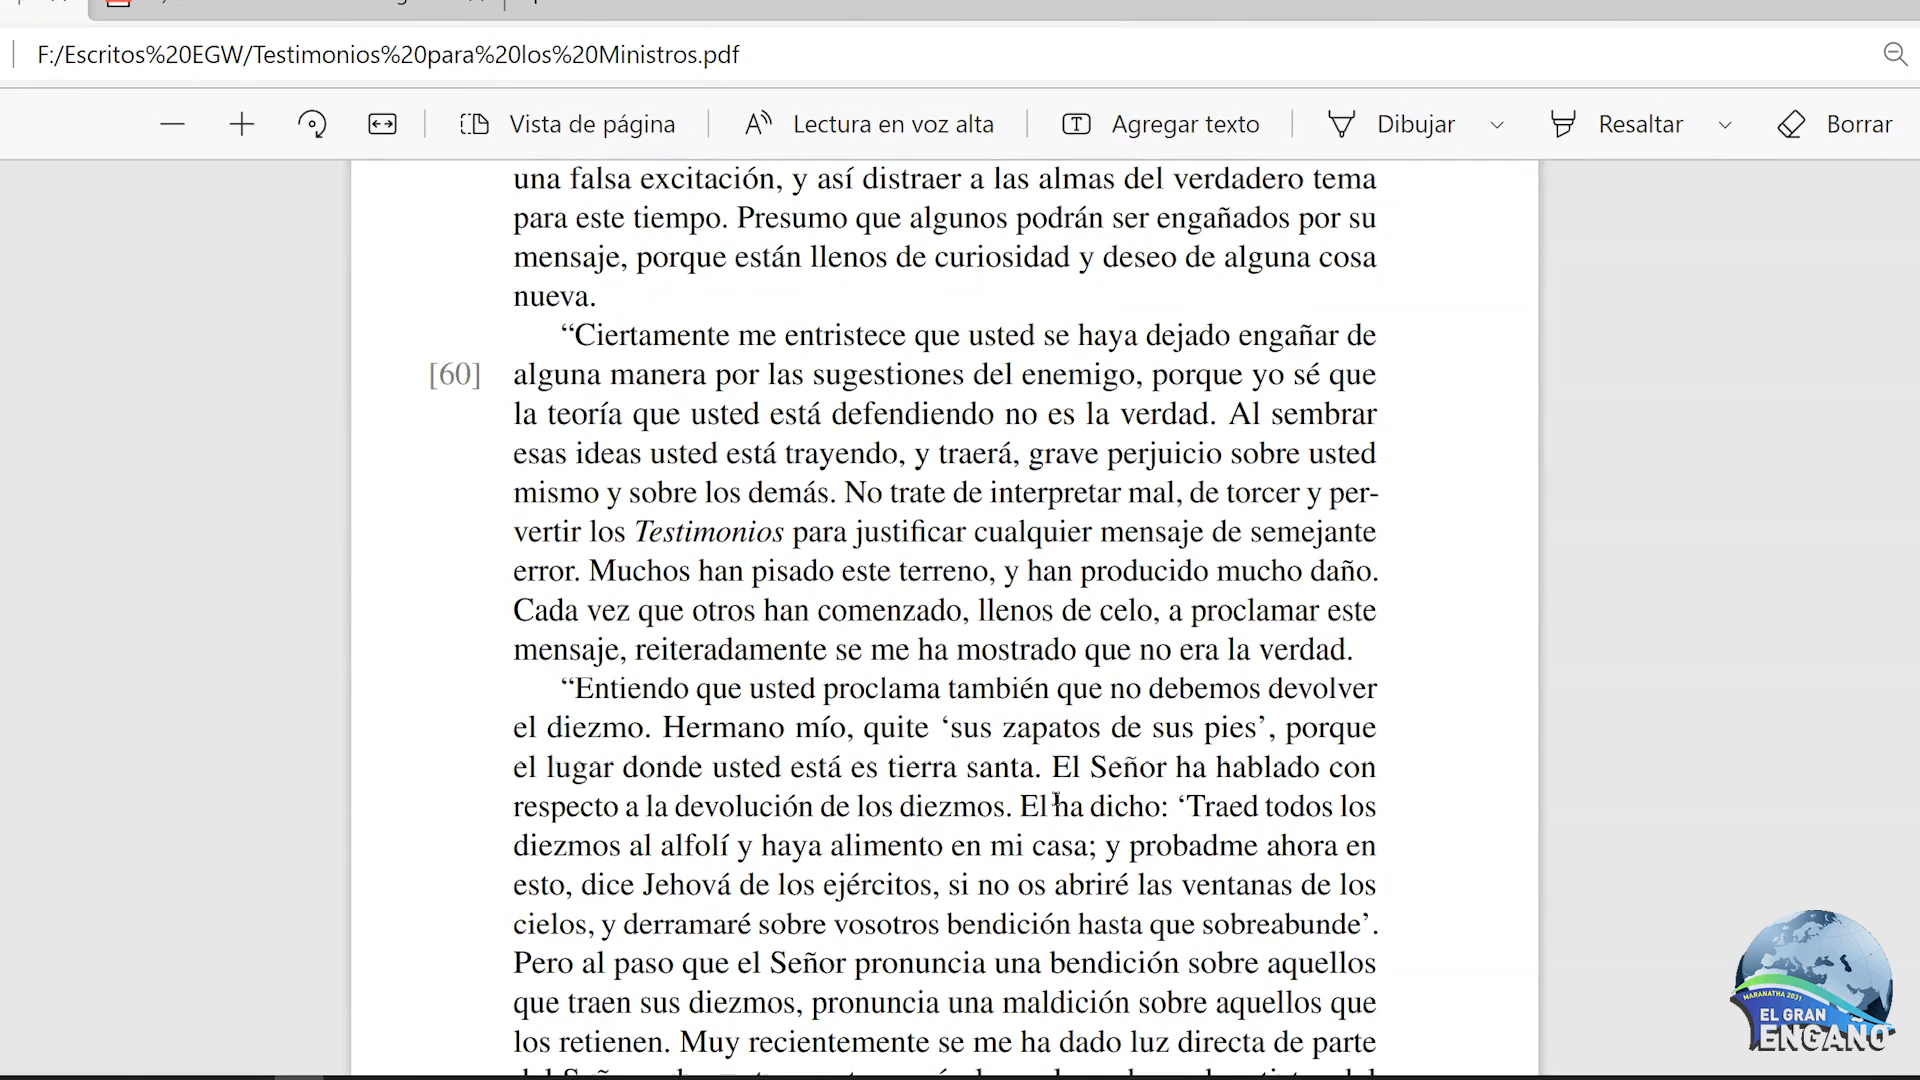 F:/Escritos%20EGW/Testimonios%20para%20los%20Ministros.pdf
Vista de página
Lectura en voz alta
Agregar texto
Dibujar
Resaltar
Borrar
una falsa excitación, y así distraer a las almas del verdadero tema
para este tiempo. Presumo que algunos podrán ser engañados por su
mensaje, porque están llenos de curiosidad y deseo de alguna cosa
nueva.
“Ciertamente me entristece que usted se haya dejado engañar de
[60] alguna manera por las sugestiones del enemigo, porque yo sé que
la teoría que usted está defendiendo no es la verdad. Al sembrar
esas ideas usted está trayendo, y traerá, grave perjuicio sobre usted
mismo y sobre los demás. No trate de interpretar mal, de torcer y per-
vertir los Testimonios para justificar cualquier mensaje de semejante
error. Muchos han pisado este terreno, y han producido mucho daño.
Cada vez que otros han comenzado, llenos de celo, a proclamar este
mensaje, reiteradamente se me ha mostrado que no era la verdad.
“Entiendo que usted proclama también que no debemos devolver
el diezmo. Hermano mío, quite ‘sus zapatos de sus pies’, porque
el lugar donde usted está es tierra santa. El Señor ha hablado con
respecto a la devolución de los diezmos. El ha dicho: ‘Traed todos los
diezmos al alfolí y haya alimento en mi casa; y probadme ahora en
esto, dice Jehová de los ejércitos, si no os abriré las ventanas de los
cielos, y derramaré sobre vosotros bendición hasta que sobreabunde’.
Pero al paso que el Señor pronuncia una bendición sobre aquellos
que traen sus diezmos, pronuncia una maldición sobre aquellos que
los retienen. Muy recientemente se me ha dado luz directa de parte
MARANATHA 2021
EL GRAN
ENGAÑO